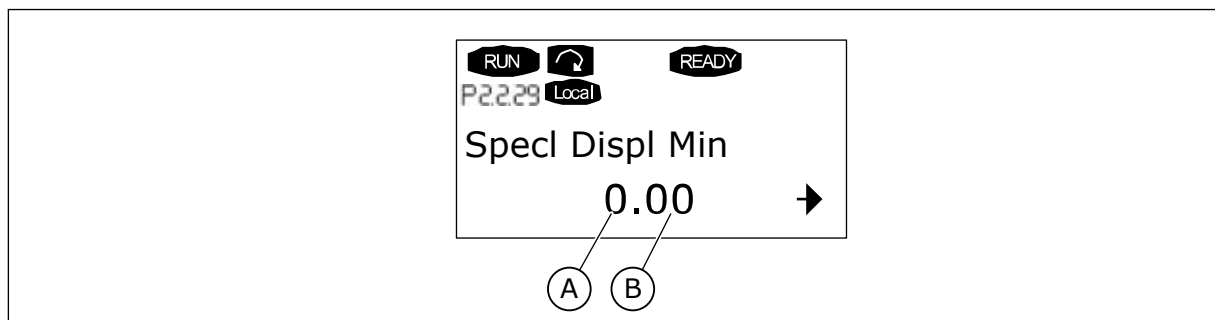 RUN READY
P2.2.29 Local
Specl Displ Min
0.00
A B